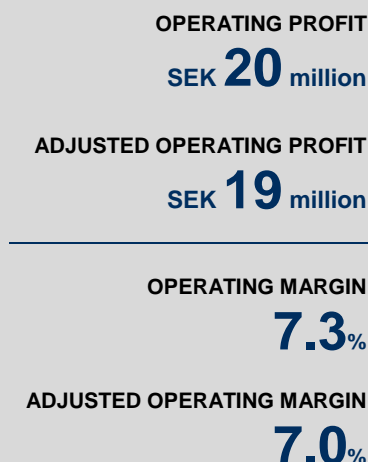 OPERATING PROFIT
SEK 20 million
ADJUSTED OPERATING PROFIT
SEK 19 million
OPERATING MARGIN
7.3%
ADJUSTED OPERATING MARGIN
7.0%